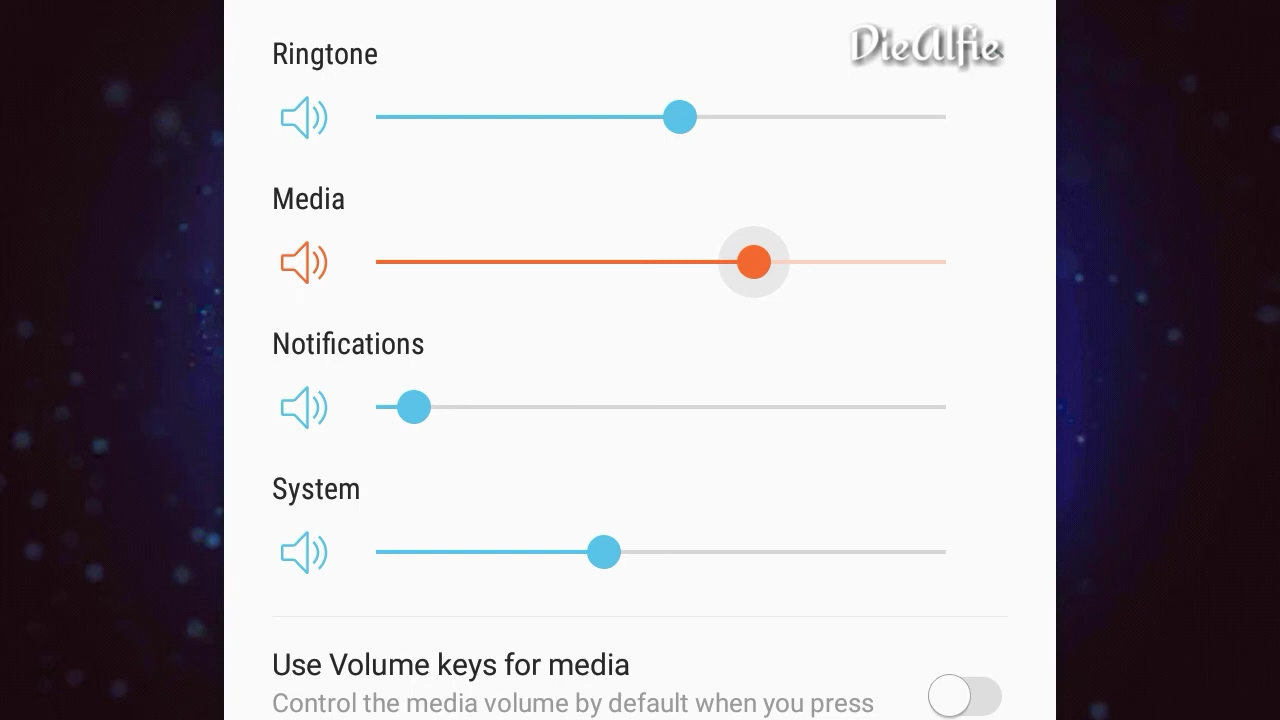 DieAlfie
Ringtone
Media
Notifications
System
Use Volume keys for media
Control the media volume by default when you press